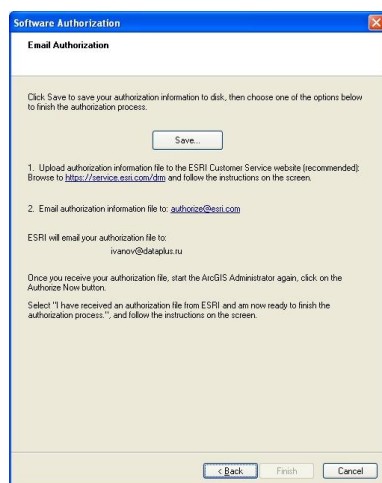 Software Authorization
Email Authorization
Click Save to save your authorization information to disk, then choose one of the options below
to finish the authorization process.
Save...
1. Upload authorization information file to the ESRI Customer Service website (recommended):
Browse to https://service.esri.com/drm and follow the instructions on the screen.
2. Email authorization information file to: authorize@esri.com
ESRI will email your authorization file to:
ivanov@dataplus.ru
Once you receive your authorization file, start the ArcGIS Administrator again, click on the
Authorize Now button.
Select "I have received an authorization file from ESRI and am now ready to finish the
authorization process.", and follow the instructions on the screen.
< Back
Finish
Cancel